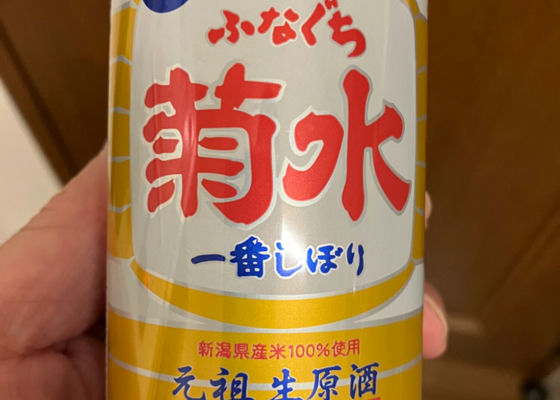 ふなぐち
菊水
一番しぼり
新潟県産米100%使用
元祖 生原酒